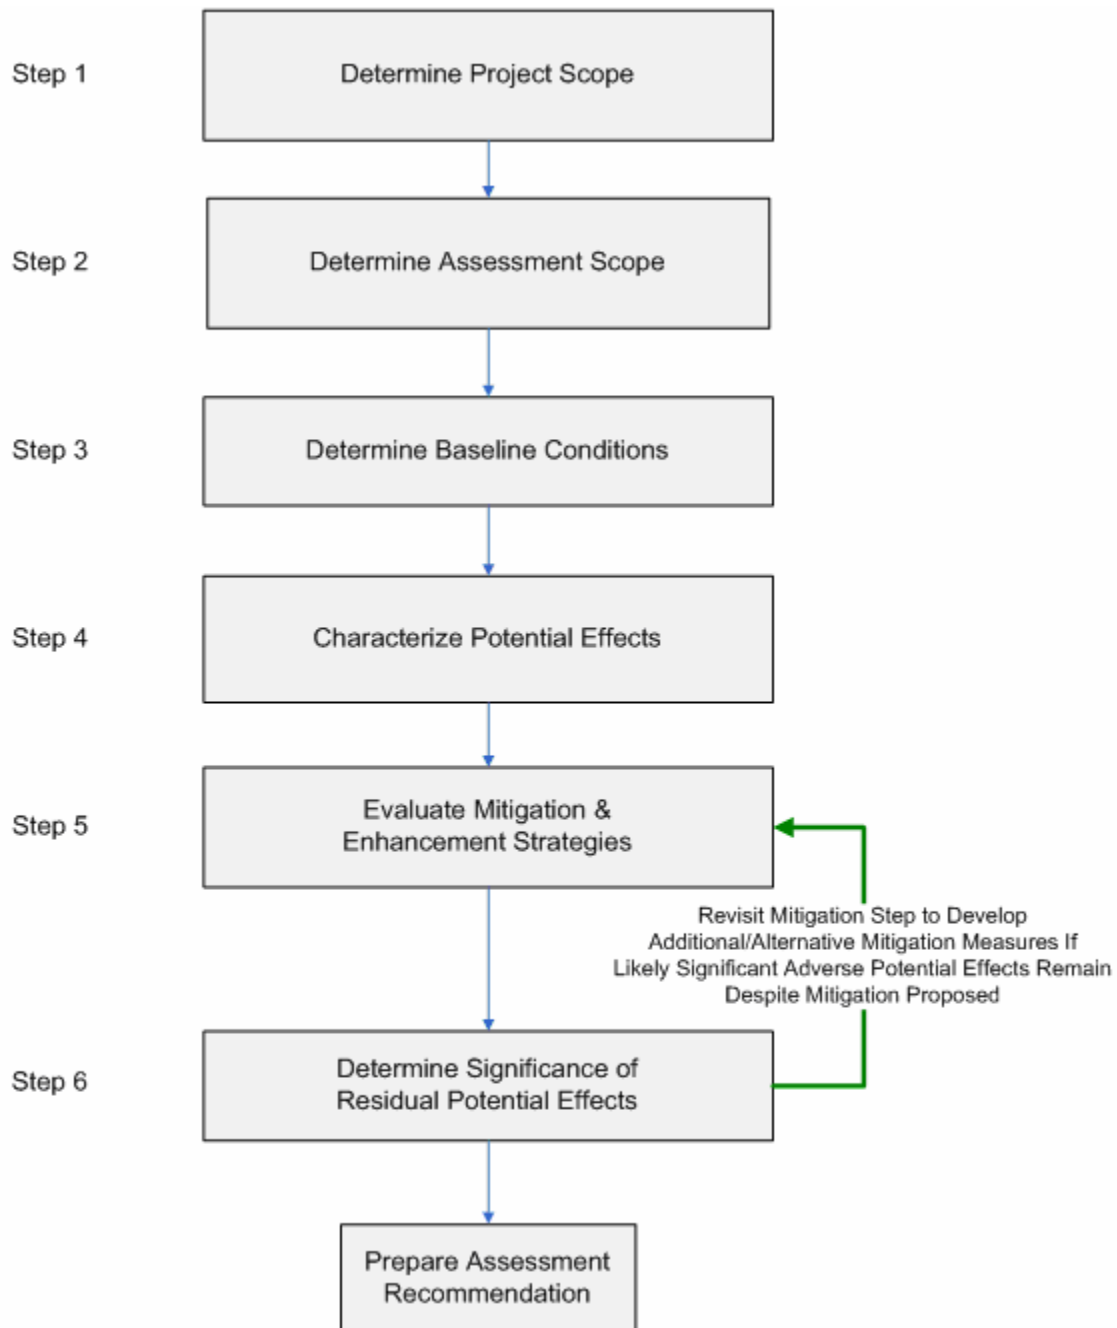 Step 1
Determine Project Scope
Step 2
Determine Assessment Scope
Step 3
Determine Baseline Conditions
Step 4
Characterize Potential Effects
Step 5
Evaluate Mitigation &
Enhancement Strategies
Revisit Mitigation Step to Develop
Additional/Alternative Mitigation Measures If
Likely Significant Adverse Potential Effects Remain
Despite Mitigation Proposed
Step 6
Determine Significance of
Residual Potential Effects
Prepare Assessment
Recommendation